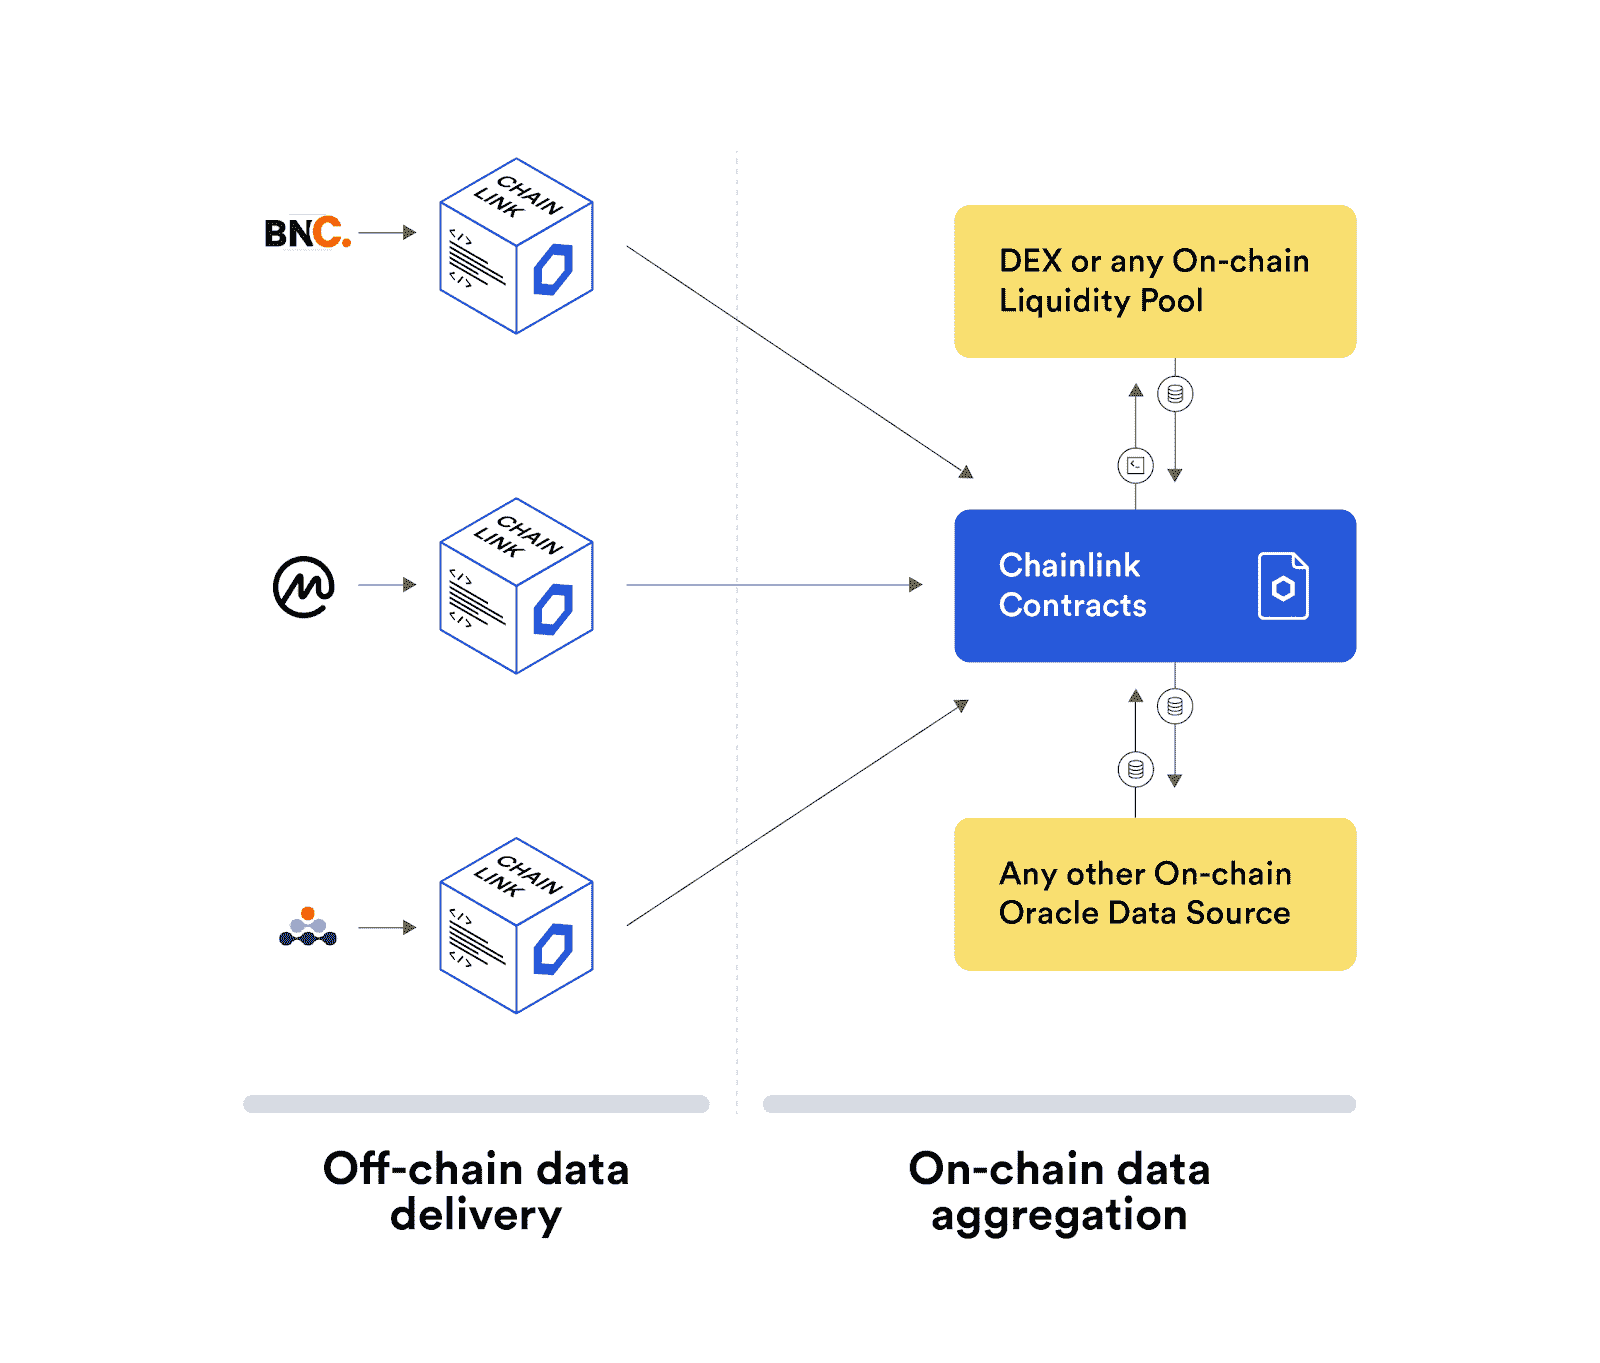 BNC.
CHAIN
LINK
</>
</>
DEX or any On-chain
Liquidity Pool
CHAIN
LINK
</>
</>
Chainlink
Contracts
CHAIN
LINK
</>
</>
Any other On-chain
Oracle Data Source
Off-chain data
delivery
On-chain data
aggregation